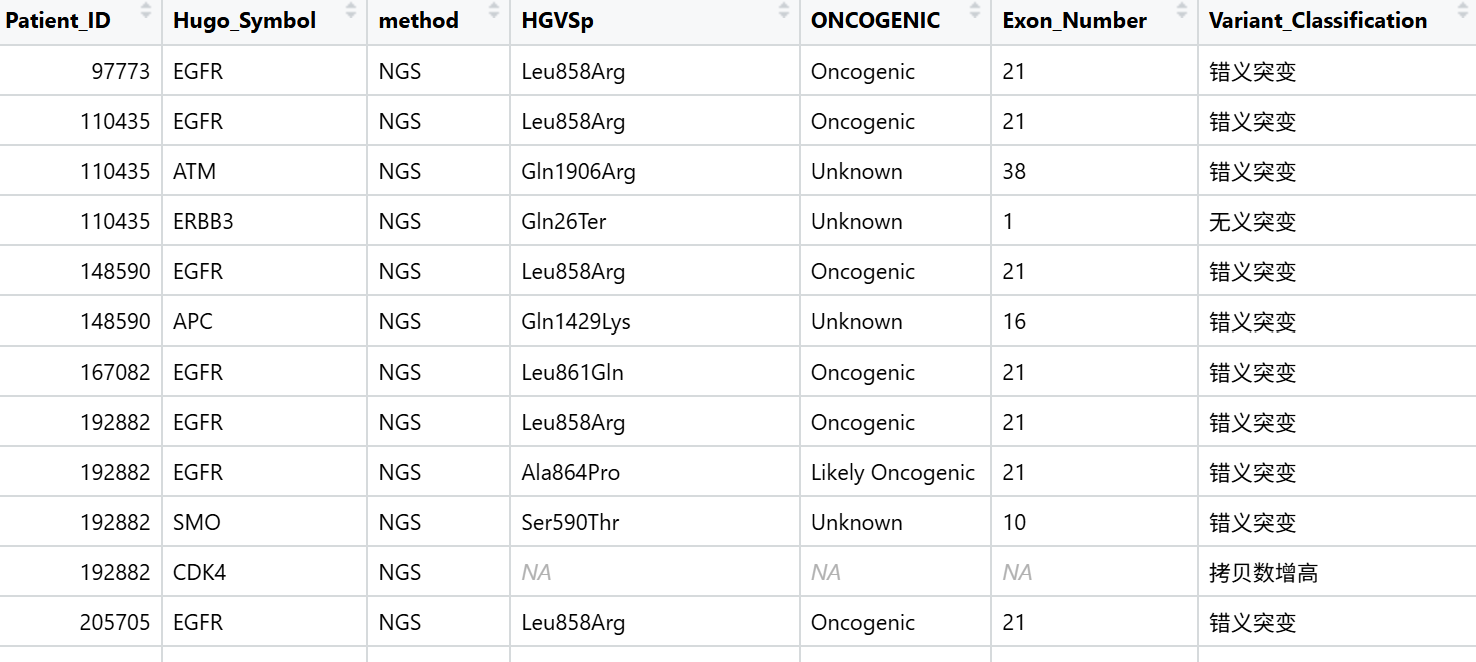 Patient_ID Hugo_Symbol method HGVSp ONCOGENIC Exon_Number Variant_Classification
97773 EGFR NGS Leu858Arg Oncogenic 21 错义突变
110435 EGFR NGS Leu858Arg Oncogenic 21 错义突变
110435 ATM NGS Gln1906Arg Unknown 38 错义突变
110435 ERBB3 NGS Gln26Ter Unknown 1 无义突变
148590 EGFR NGS Leu858Arg Oncogenic 21 错义突变
148590 APC NGS Gln1429Lys Unknown 16 错义突变
167082 EGFR NGS Leu861Gln Oncogenic 21 错义突变
192882 EGFR NGS Leu858Arg Oncogenic 21 错义突变
192882 EGFR NGS Ala864Pro Likely Oncogenic 21 错义突变
192882 SMO NGS Ser590Thr Unknown 10 错义突变
192882 CDK4 NGS NA NA NA 拷贝数增高
205705 EGFR NGS Leu858Arg Oncogenic 21 错义突变